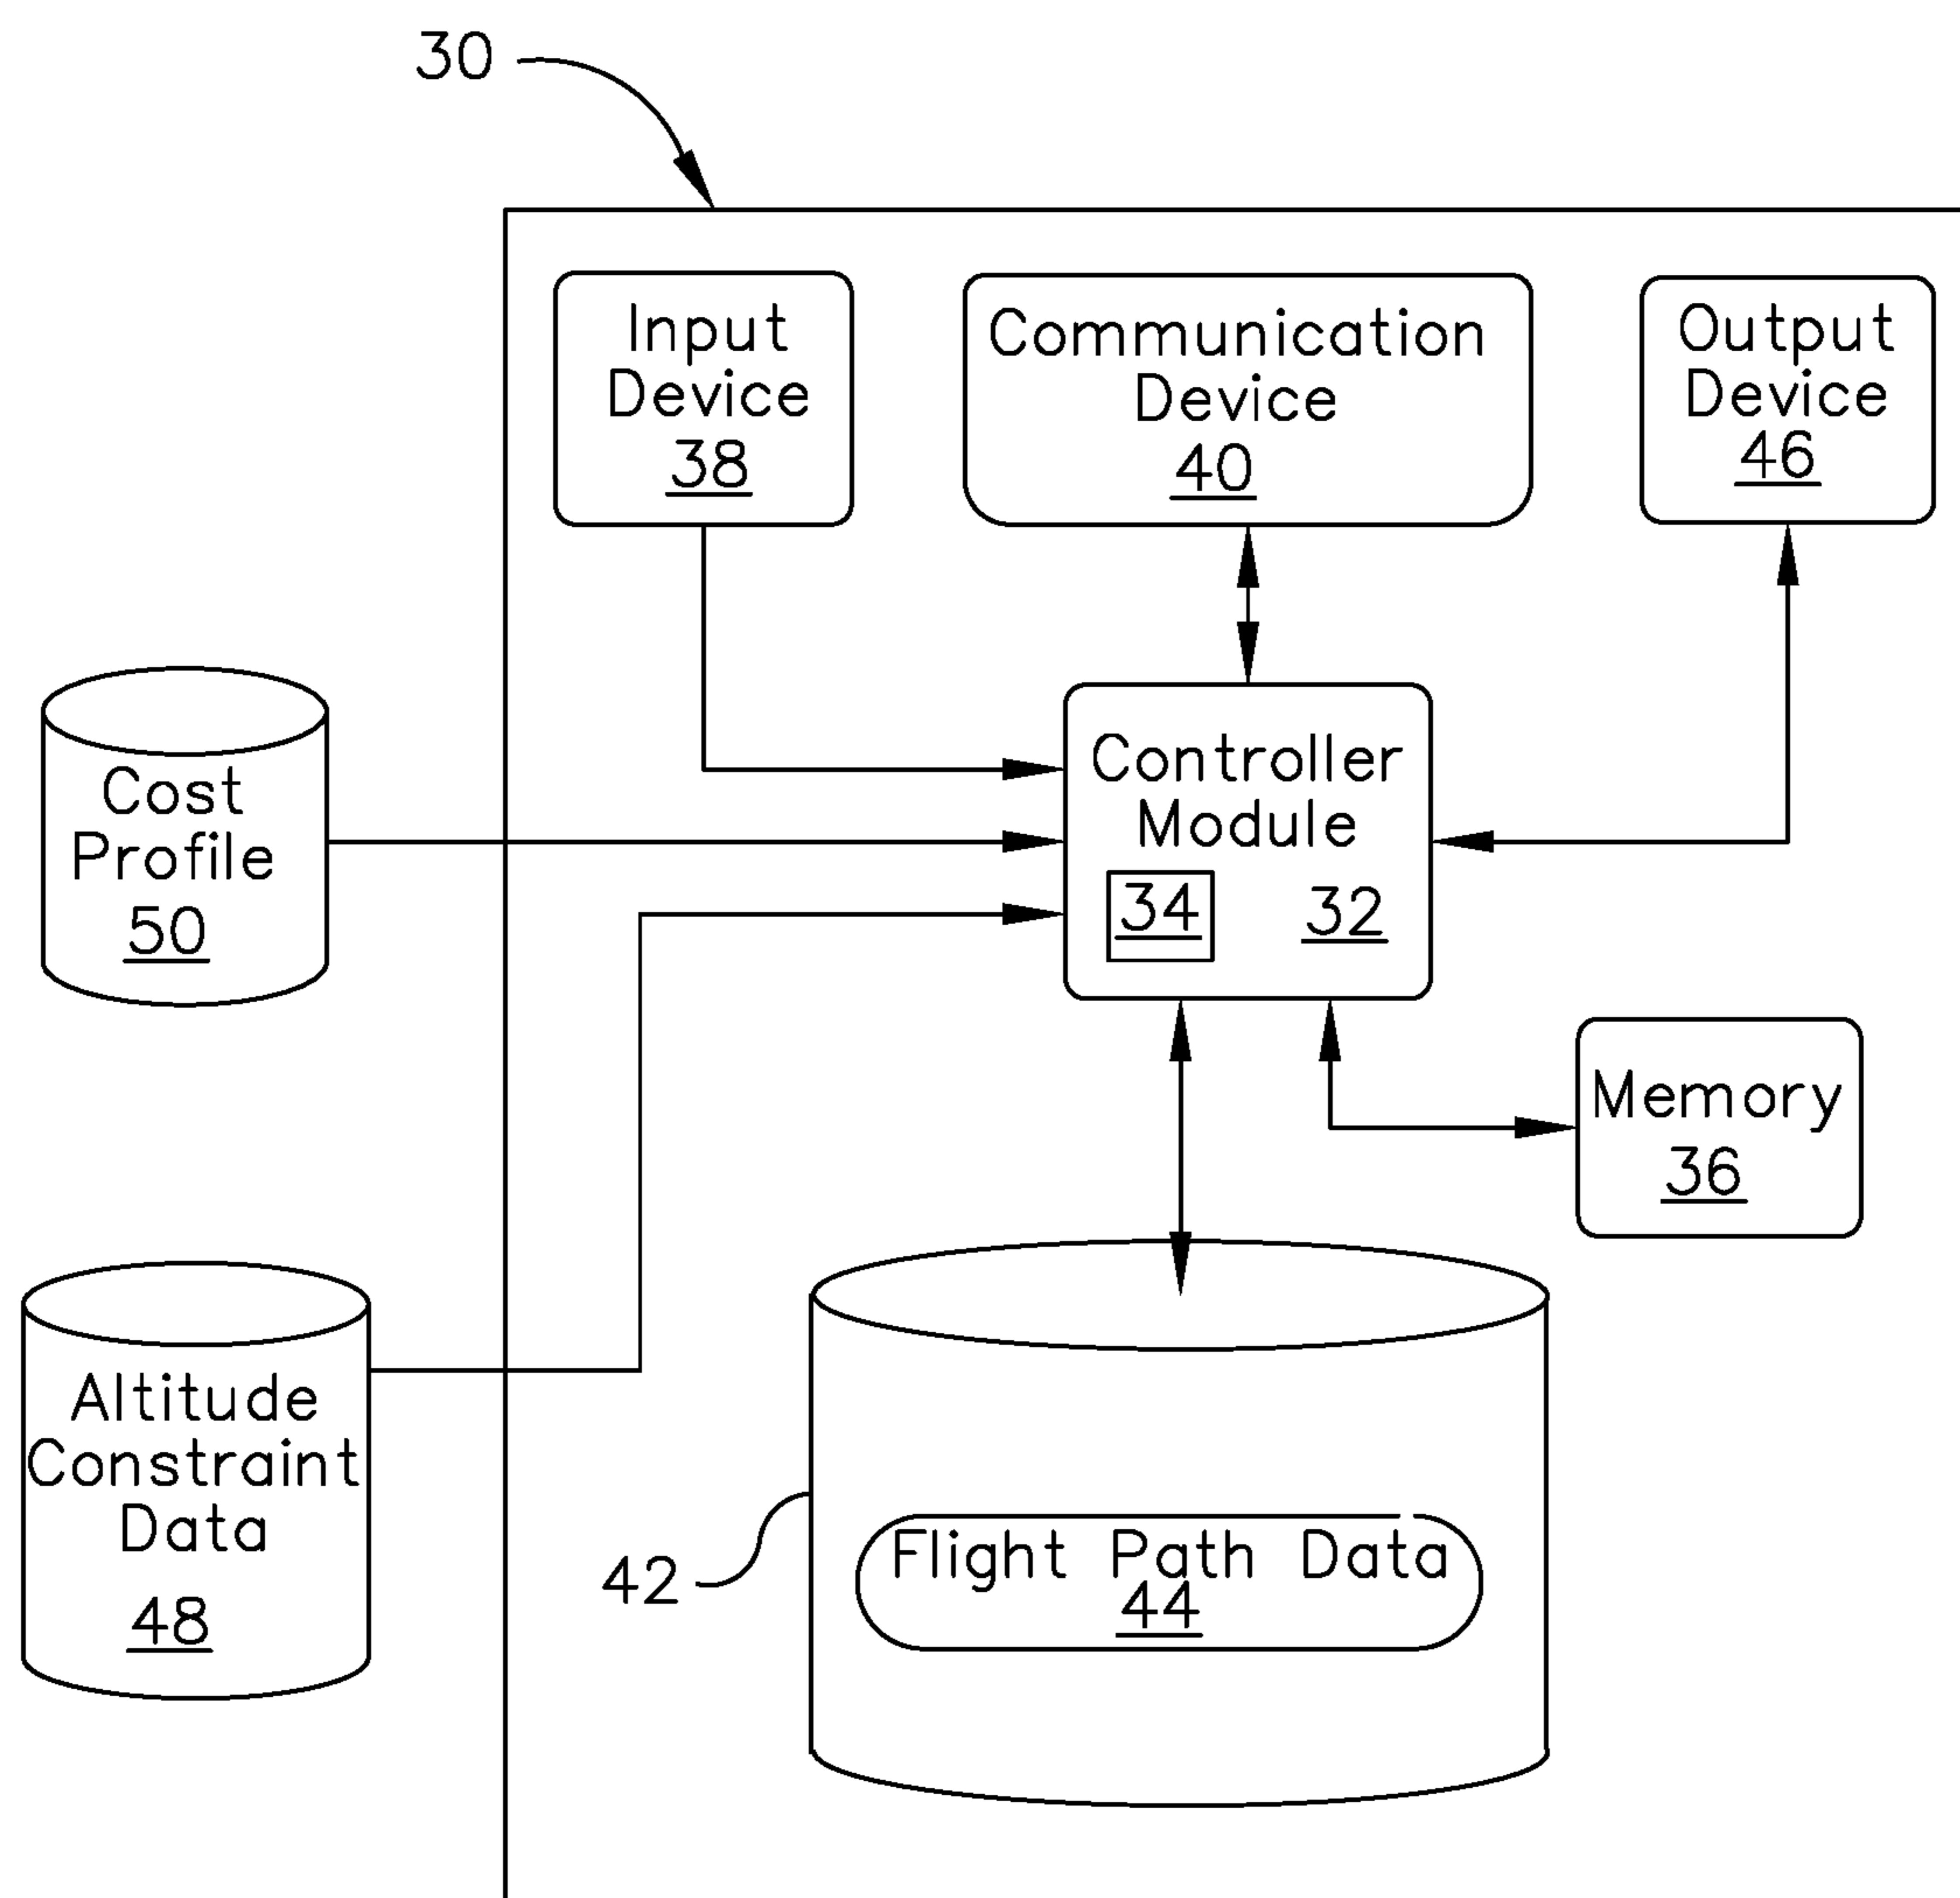 30
Input
Device
38
Communication
Device
40
Output
Device
46
Cost
Profile
50
Controller
Module
34 32
Memory
36
Altitude
Constraint
Data
48
42
Flight Path Data
44